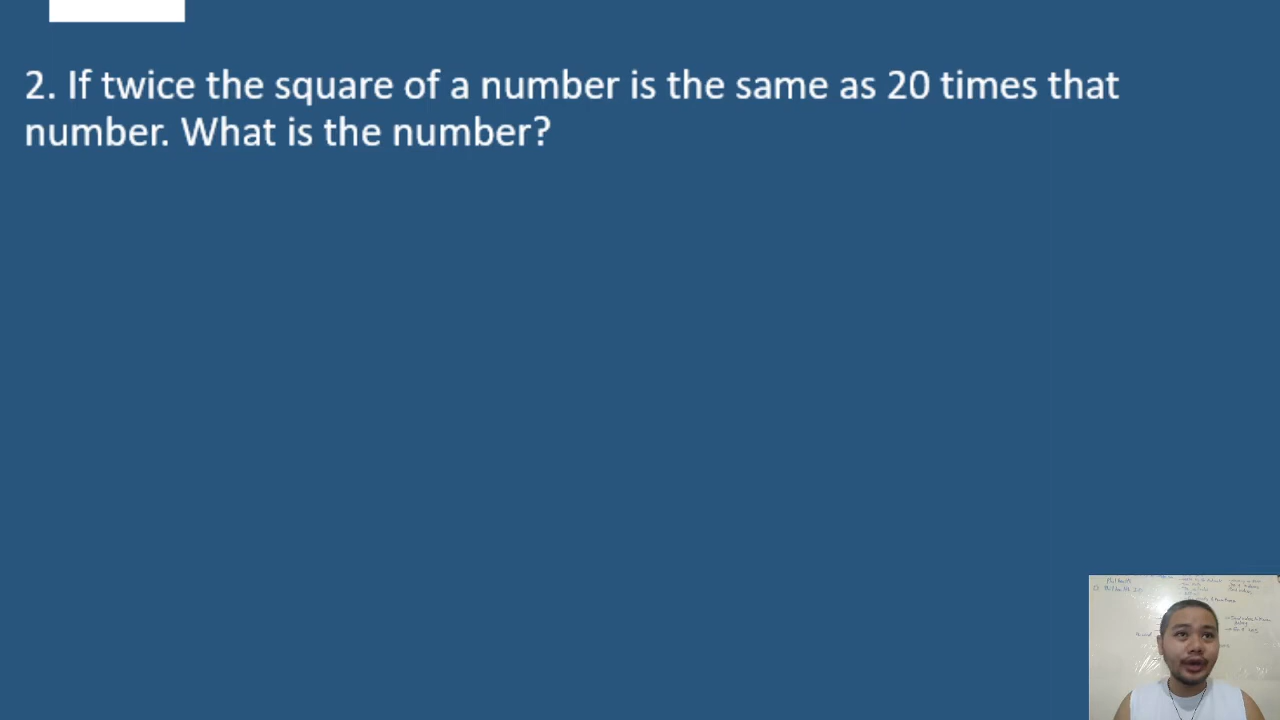 2. If twice the square of a number is the same as 20 times that
number. What is the number?